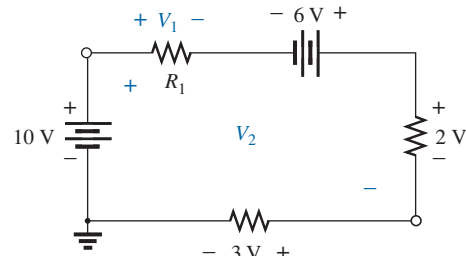 + V₁ − − 6 V +
R₁
+
+
10 V
−
V₂
+
2 V
−
−
− 3 V +